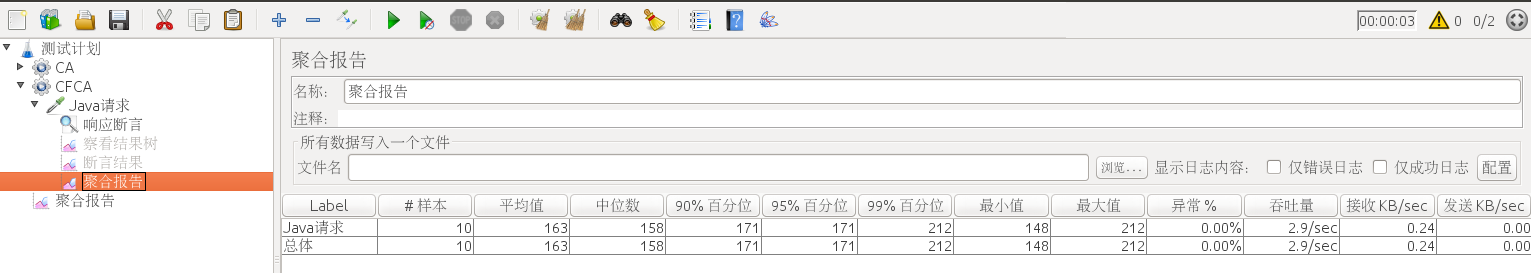 STOP
00:00:03
0
0/2
测试计划
CA
CFCA
Java请求
响应断言
察看结果树
断言结果
聚合报告
聚合报告
聚合报告
名称: 聚合报告
注释:
所有数据写入一个文件
文件名 浏览... 显示日志内容: 仅错误日志 仅成功日志 配置
Label # 样本 平均值 中位数 90% 百分位 95% 百分位 99% 百分位 最小值 最大值 异常 % 吞吐量 接收 KB/sec 发送 KB/sec
Java请求 10 163 158 171 171 212 148 212 0.00% 2.9/sec 0.24 0.00
总体 10 163 158 171 171 212 148 212 0.00% 2.9/sec 0.24 0.00